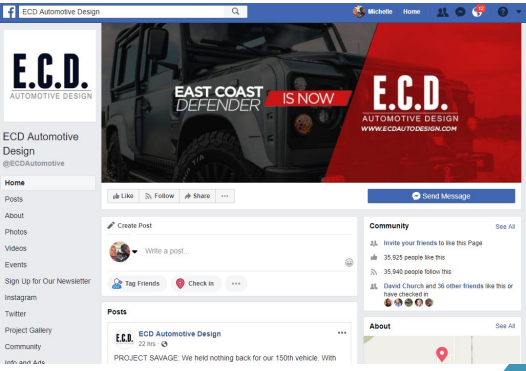 ECD Automotive Design
Michelle
Home
12
E.C.D.
AUTOMOTIVE DESIGN
ECD Automotive
Design
@ECDAutomotive
Home
Posts
About
Photos
Videos
Events
Sign Up for Our Newsletter
Instagram
Twitter
Project Gallery
Community
Info and Ads
EAST COAST
DEFENDER
IS NOW
E.C.D.
AUTOMOTIVE DESIGN
WWW.ECDAUTODESIGN.COM
Like
Follow
Share
Send Message
Create Post
Write a post...
Tag Friends
Check in
Posts
E.C.D.
ECD Automotive Design
22 hrs
PROJECT SAVAGE: We held nothing back for our 150th vehicle. With
Community
See All
Invite your friends to like this Page
35,925 people like this
35,940 people follow this
David Church and 36 other friends like this or
have checked in
About
See All